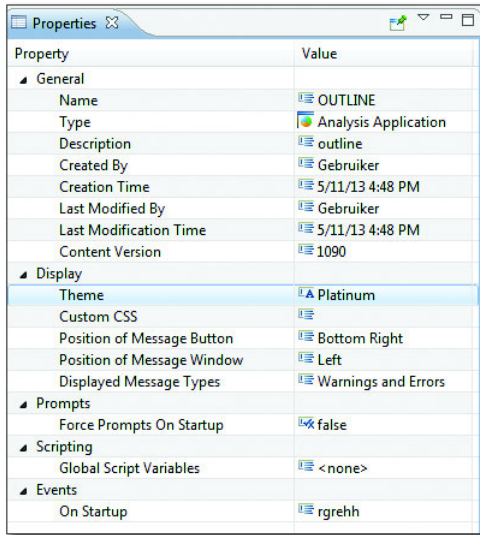 Properties
Property Value
General
Name OUTLINE
Type Analysis Application
Description outline
Created By Gebruiker
Creation Time 5/11/13 4:48 PM
Last Modified By Gebruiker
Last Modification Time 5/11/13 4:48 PM
Content Version 1090
Display
Theme Platinum
Custom CSS
Position of Message Button Bottom Right
Position of Message Window Left
Displayed Message Types Warnings and Errors
Prompts
Force Prompts On Startup false
Scripting
Global Script Variables <none>
Events
On Startup rgrehh